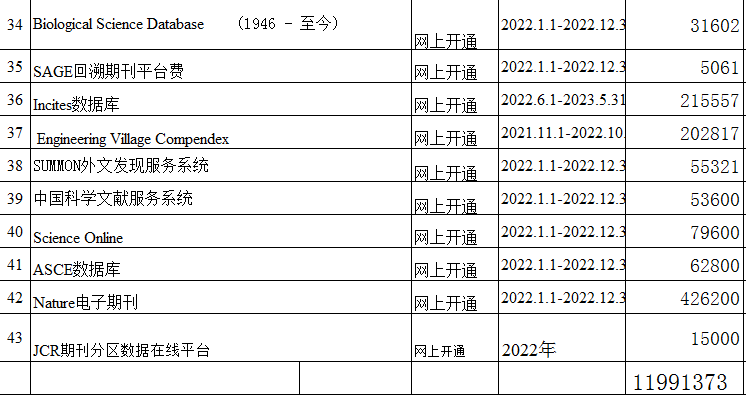 34 Biological Science Database (1946 - 至今) 网上开通 2022.1.1-2022.12.3 31602
35 SAGE回溯期刊平台费 网上开通 2022.1.1-2022.12.3 5061
36 Incites数据库 网上开通 2022.6.1-2023.5.31 215557
37 Engineering Village Compendex 网上开通 2021.11.1-2022.10. 202817
38 SUMMON外文发现服务系统 网上开通 2022.1.1-2022.12.3 55321
39 中国科学文献服务系统 网上开通 2022.1.1-2022.12.3 53600
40 Science Online 网上开通 2022.1.1-2022.12.3 79600
41 ASCE数据库 网上开通 2022.1.1-2022.12.3 62800
42 Nature电子期刊 网上开通 2022.1.1-2022.12.3 426200
43 JCR期刊分区数据在线平台 网上开通 2022年 15000
11991373